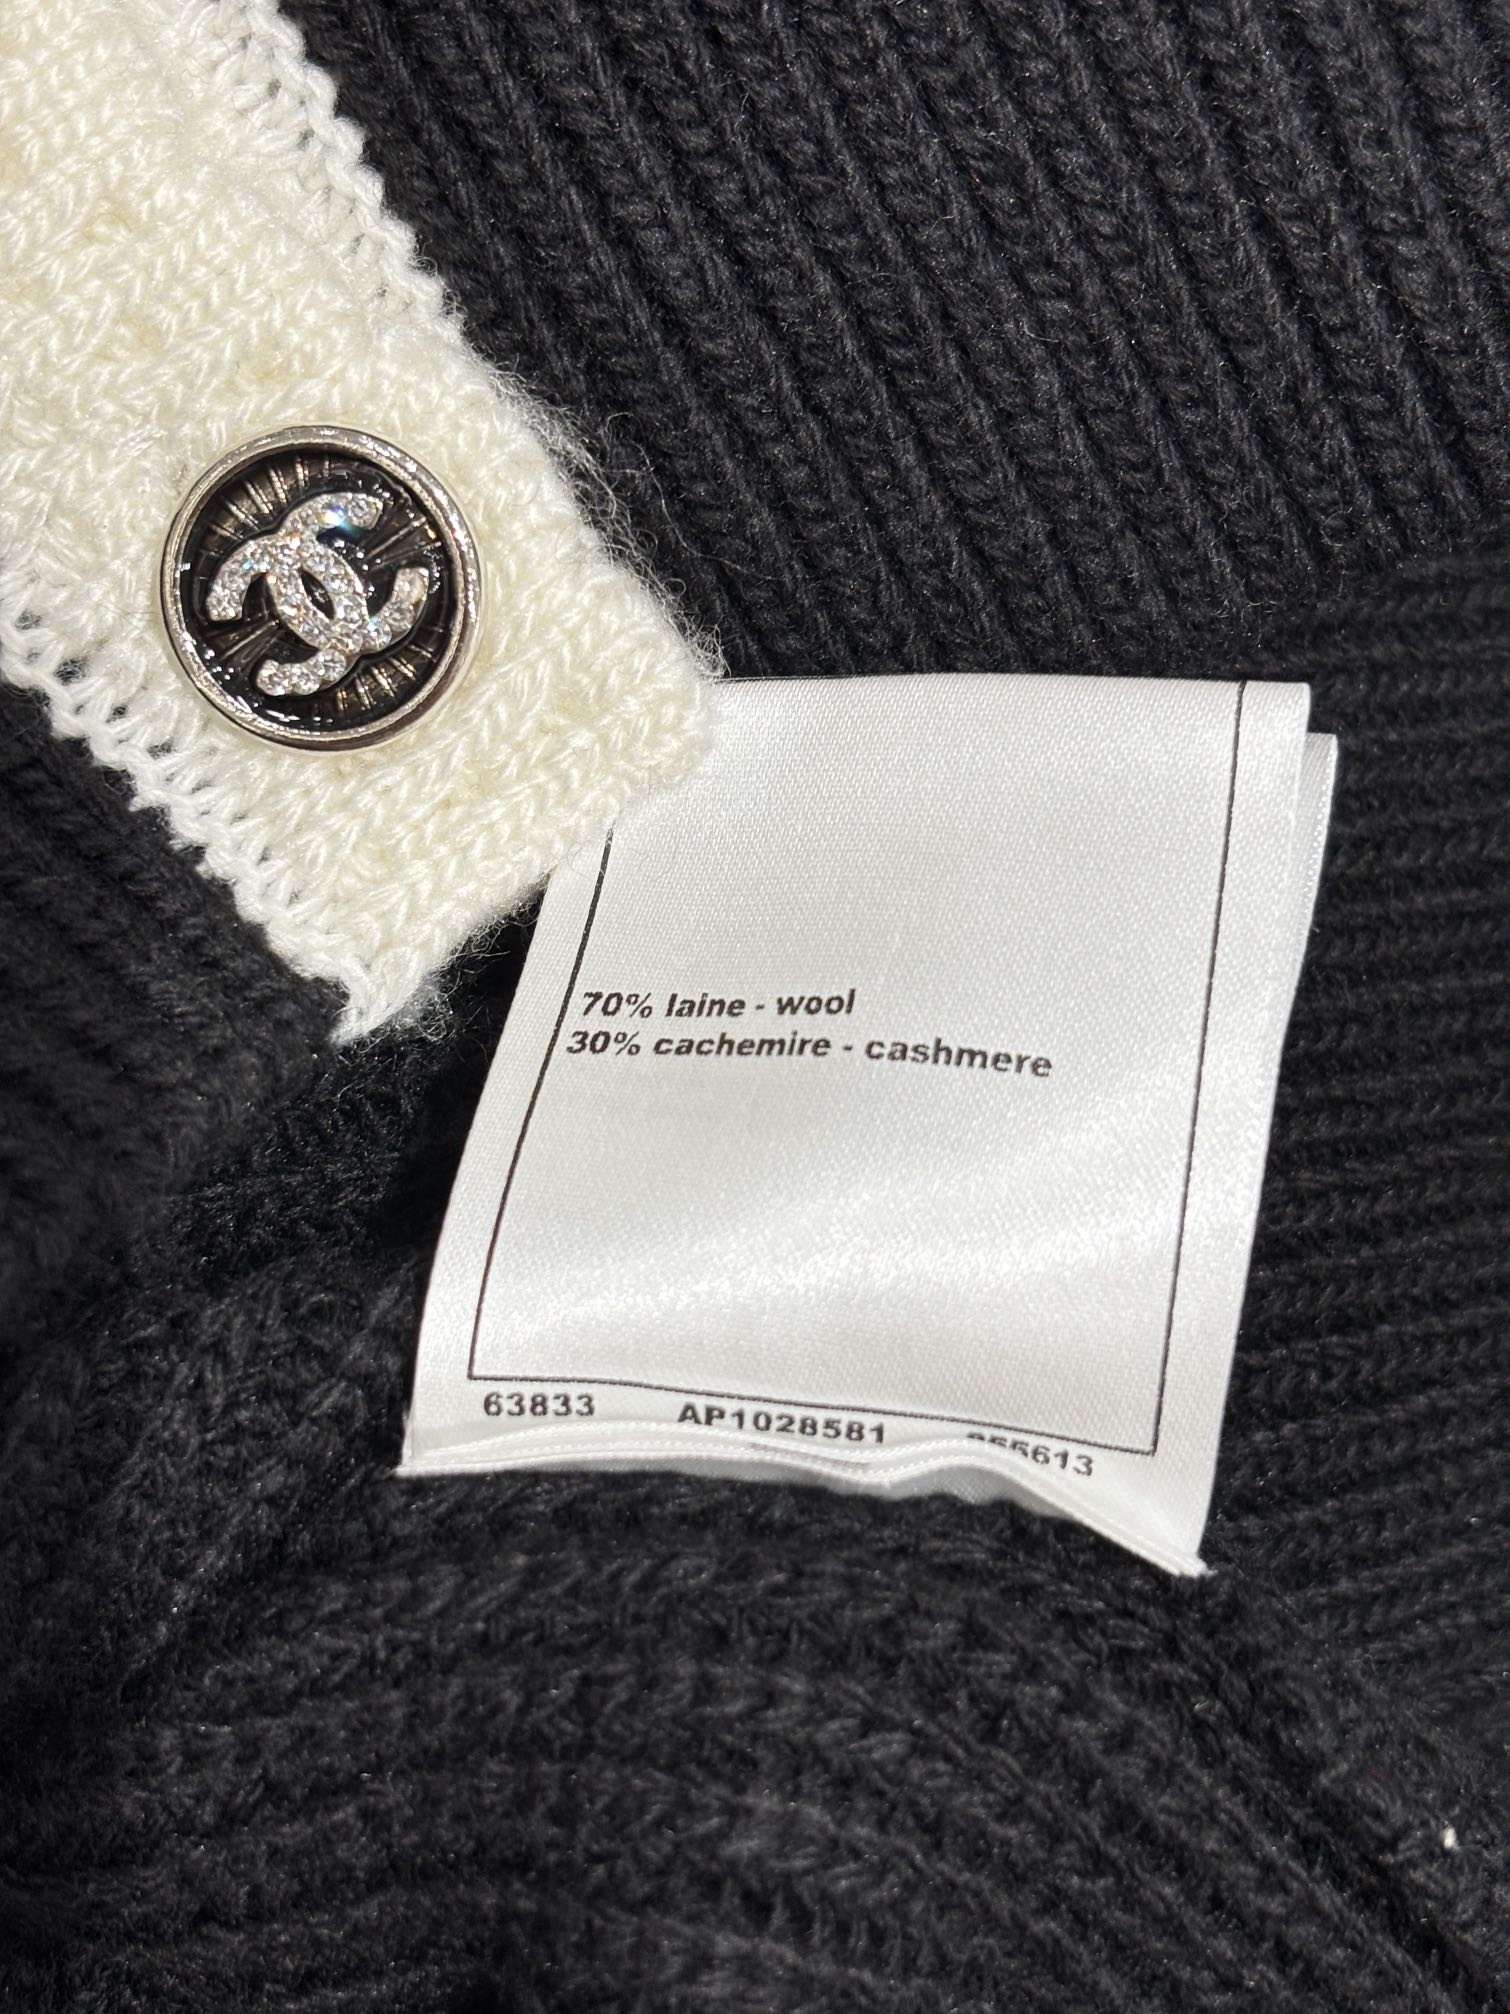 70% laine - wool
30% cachemire - cashmere
63833 AP1028581